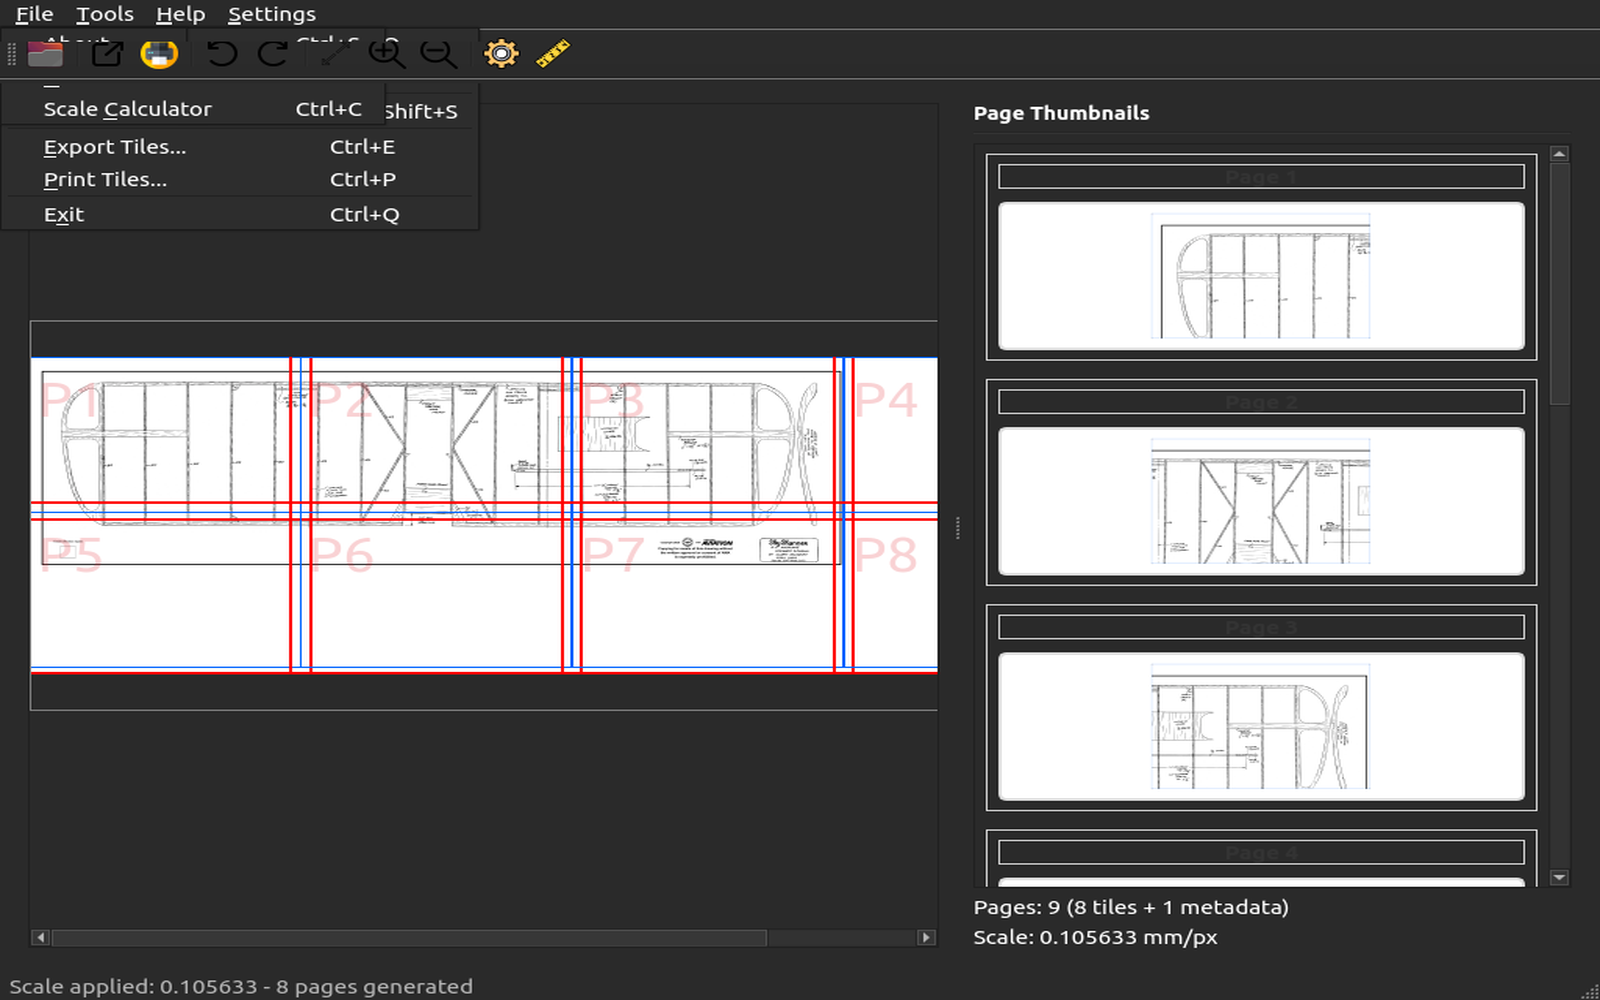 File Tools Help Settings
Scale Calculator Ctrl+C
Shift+S
Export Tiles... Ctrl+E
Print Tiles... Ctrl+P
Exit Ctrl+Q
Page Thumbnails
Page 1
Page 2
Page 3
Page 4
P1 P2 P3 P4
P5 P6 P7 P8
AVIATION
Pages: 9 (8 tiles + 1 metadata)
Scale: 0.105633 mm/px
Scale applied: 0.105633 - 8 pages generated